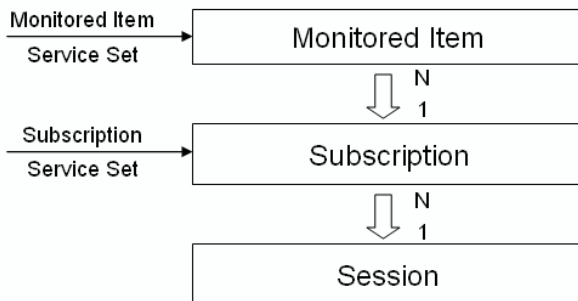 Monitored Item
Service Set
Monitored Item
N
1
Subscription
Service Set
Subscription
N
1
Session